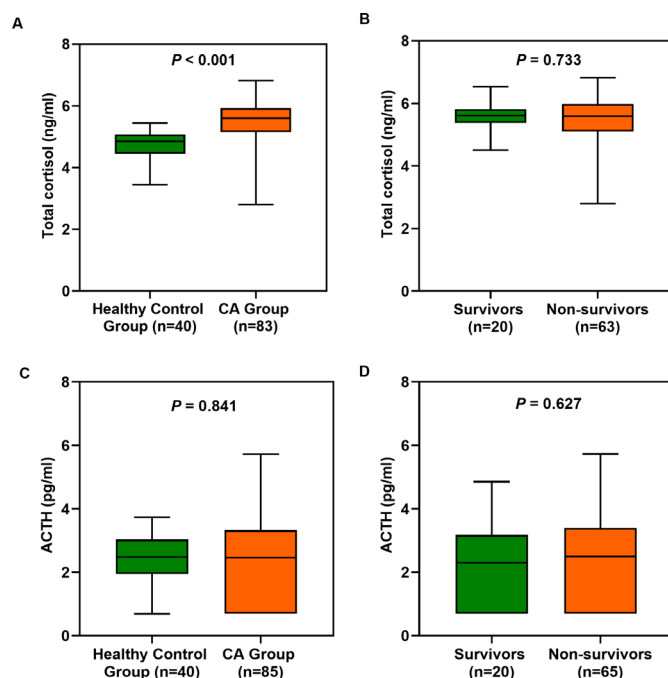 A
Total cortisol (ng/ml)
8
6
4
2
0
P < 0.001
Healthy Control
Group (n=40)
CA Group
(n=83)
B
Total cortisol (ng/ml)
8
6
4
2
0
P = 0.733
Survivors
(n=20)
Non-survivors
(n=63)
C
ACTH (pg/ml)
8
6
4
2
0
P = 0.841
Healthy Control
Group (n=40)
CA Group
(n=85)
D
ACTH (pg/ml)
8
6
4
2
0
P = 0.627
Survivors
(n=20)
Non-survivors
(n=65)